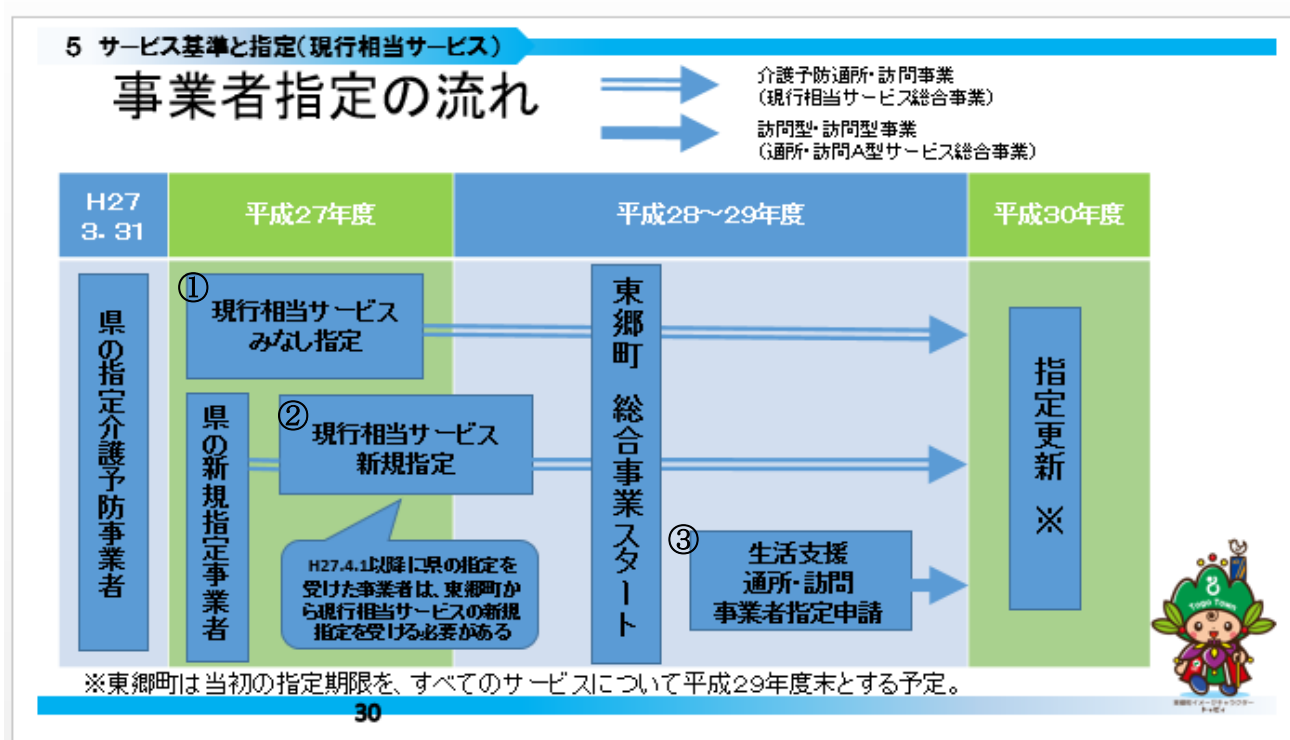 5 サービス基準と指定(現行相当サービス)
事業者指定の流れ
介護予防通所・訪問事業
(現行相当サービス総合事業)
訪問型・訪問型事業
(通所・訪問A型サービス総合事業)
H27
3.31
平成27年度
平成28~29年度
平成30年度
県の指定介護予防事業者
①
現行相当サービス
みなし指定
県の新規指定事業者
②
現行相当サービス
新規指定
H27.4.1以降に県の指定を
受けた事業者は、東郷町か
ら現行相当サービスの新規
指定を受ける必要がある
東郷町 総合事業スタート
③
生活支援
通所・訪問
事業者指定申請
指定更新 ※
※東郷町は当初の指定期限を、すべてのサービスについて平成29年度末とする予定。
30
Togo Town
東郷町イメージキャラクター